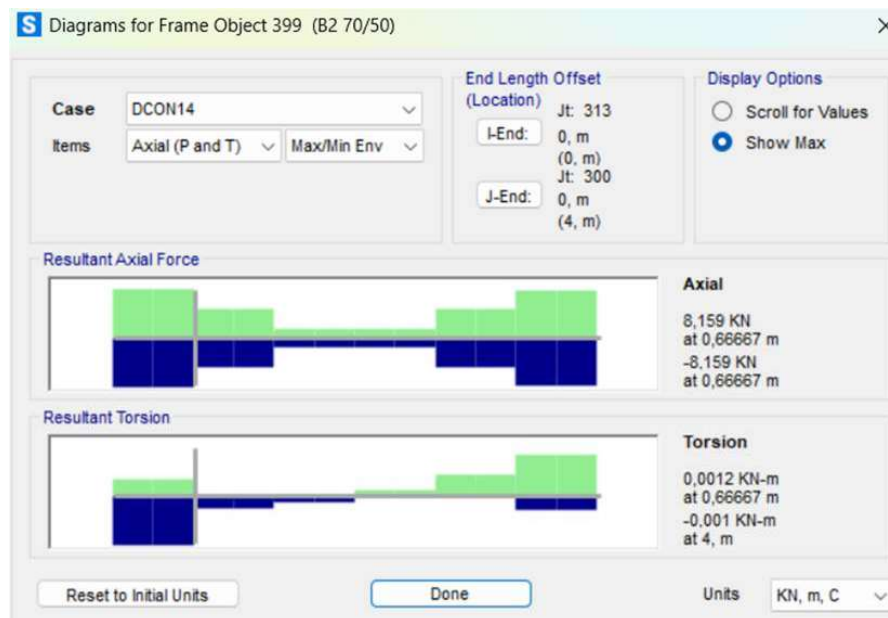 S Diagrams for Frame Object 399 (B2 70/50)
Case DCON14
Items Axial (P and T) Max/Min Env
End Length Offset
(Location)
Jt: 313
I-End: 0, m
(0, m)
Jt: 300
J-End: 0, m
(4, m)
Display Options
Scroll for Values
Show Max
Resultant Axial Force
Axial
8,159 KN
at 0,66667 m
-8,159 KN
at 0,66667 m
Resultant Torsion
Torsion
0,0012 KN-m
at 0,66667 m
-0,001 KN-m
at 4, m
Reset to Initial Units Done Units KN, m, C